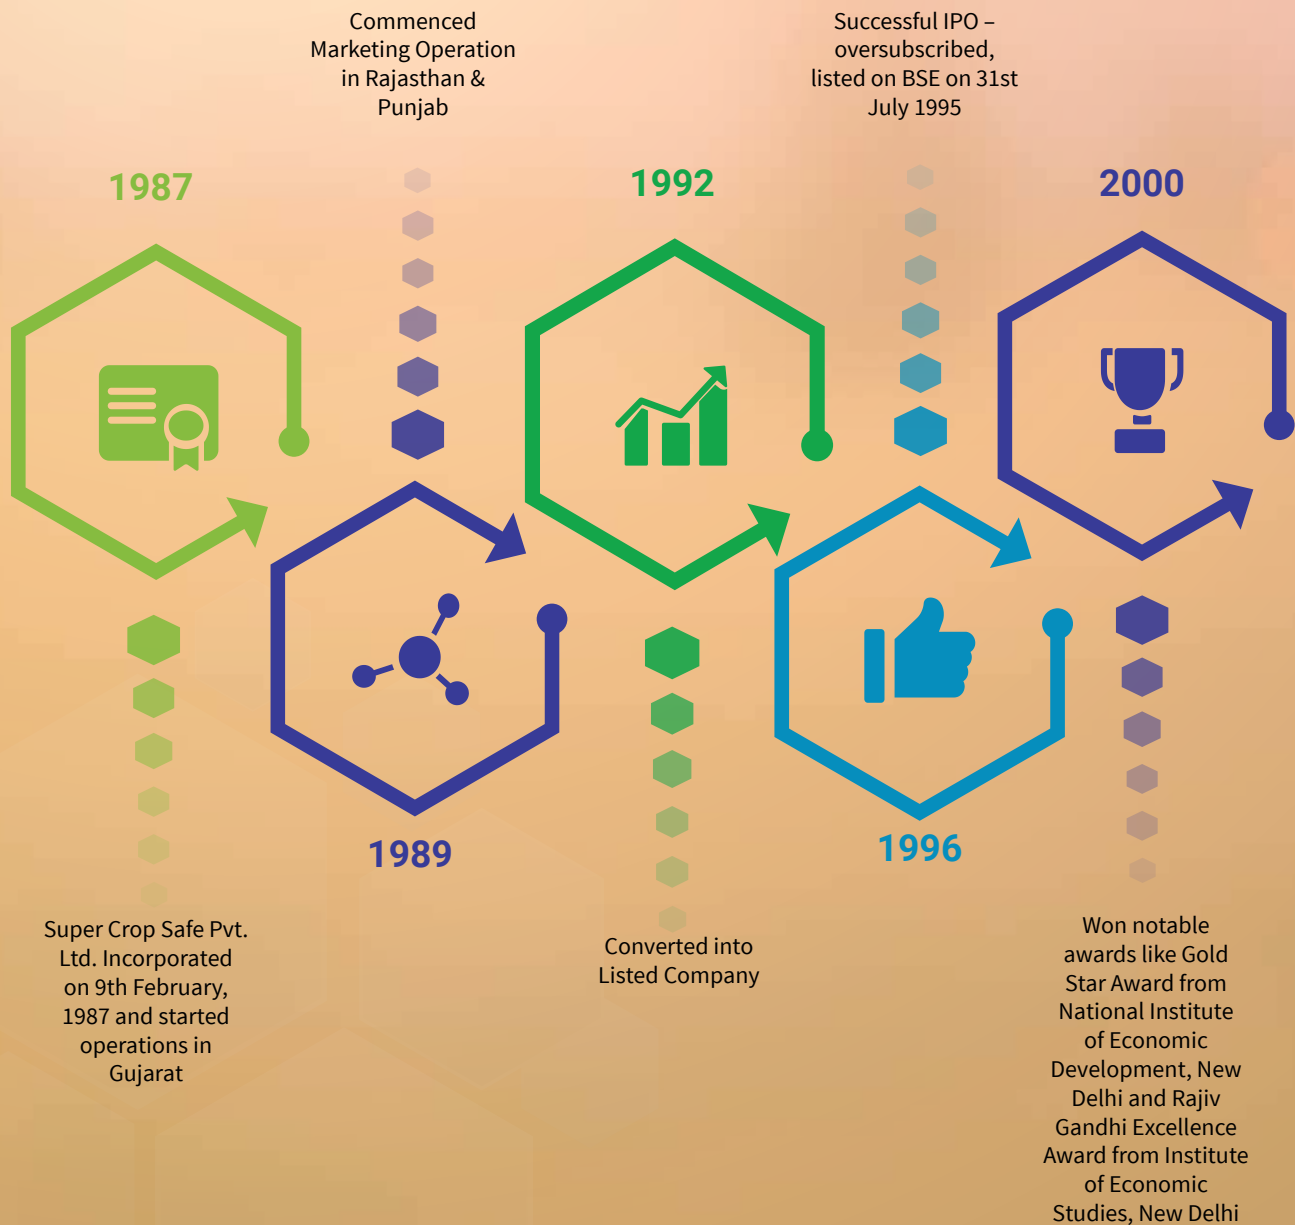 1987
Super Crop Safe Pvt.
Ltd. Incorporated
on 9th February,
1987 and started
operations in
Gujarat
Commenced
Marketing Operation
in Rajasthan &
Punjab
1989
1992
Converted into
Listed Company
Successful IPO –
oversubscribed,
listed on BSE on 31st
July 1995
1996
2000
Won notable
awards like Gold
Star Award from
National Institute
of Economic
Development, New
Delhi and Rajiv
Gandhi Excellence
Award from Institute
of Economic
Studies, New Delhi